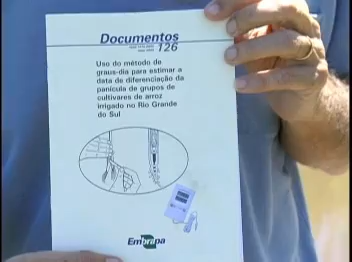 Documentos
126
Uso do método de
graus-dia para estimar a
data de diferenciação da
panícula de grupos de
cultivares de arroz
irrigado no Rio Grande
do Sul
Embrapa